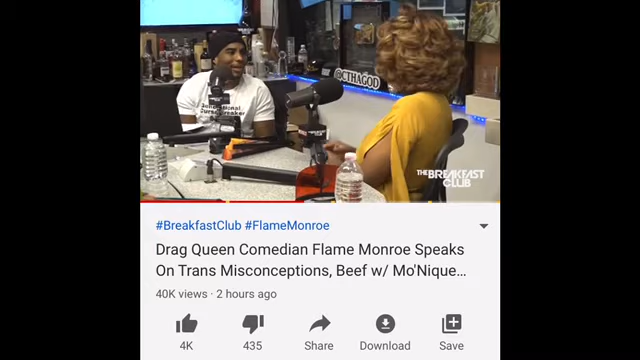 @CTHAGOD
THE BREAKFAST
CLUB
#BreakfastClub #FlameMonroe
Drag Queen Comedian Flame Monroe Speaks
On Trans Misconceptions, Beef w/ Mo'Nique...
40K views · 2 hours ago
4K
435
Share
Download
Save